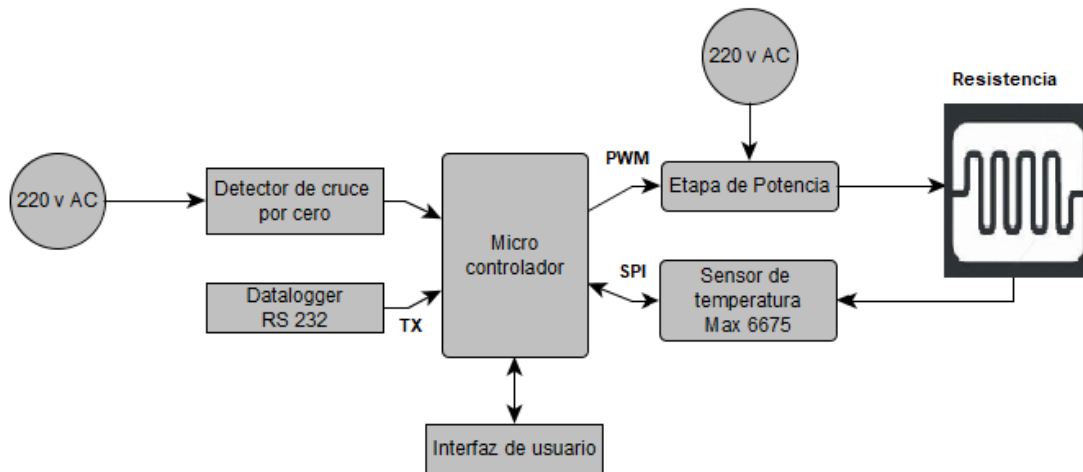 220 v AC
Resistencia
PWM
Etapa de Potencia
220 v AC
Detector de cruce
por cero
Micro
controlador
SPI
Sensor de
temperatura
Max 6675
Datalogger
RS 232
TX
Interfaz de usuario